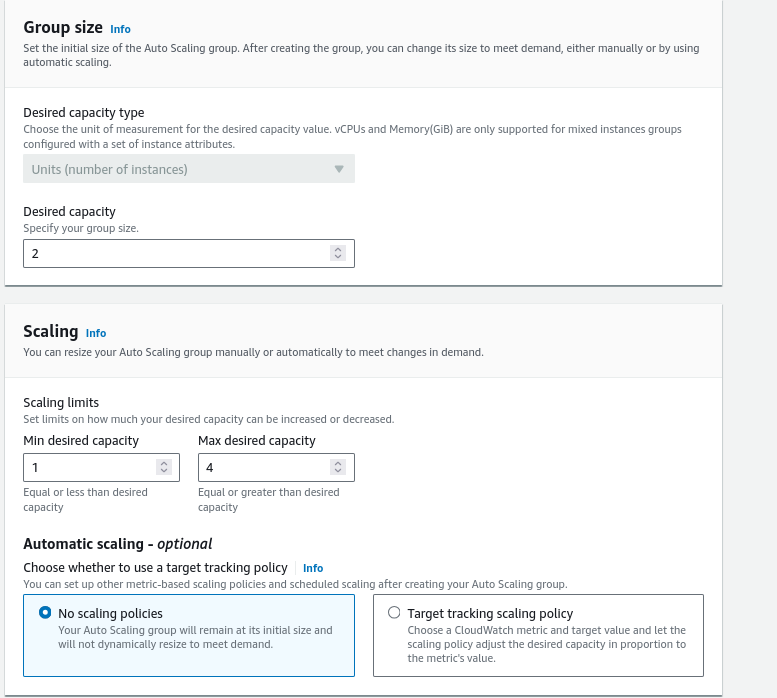 Group size Info
Set the initial size of the Auto Scaling group. After creating the group, you can change its size to meet demand, either manually or by using
automatic scaling.
Desired capacity type
Choose the unit of measurement for the desired capacity value. vCPUs and Memory(GiB) are only supported for mixed instances groups
configured with a set of instance attributes.
Units (number of instances)
Desired capacity
Specify your group size.
2
Scaling Info
You can resize your Auto Scaling group manually or automatically to meet changes in demand.
Scaling limits
Set limits on how much your desired capacity can be increased or decreased.
Min desired capacity
1
Equal or less than desired
capacity
Max desired capacity
4
Equal or greater than desired
capacity
Automatic scaling - optional
Choose whether to use a target tracking policy Info
You can set up other metric-based scaling policies and scheduled scaling after creating your Auto Scaling group.
No scaling policies
Your Auto Scaling group will remain at its initial size and
will not dynamically resize to meet demand.
Target tracking scaling policy
Choose a CloudWatch metric and target value and let the
scaling policy adjust the desired capacity in proportion to
the metric's value.